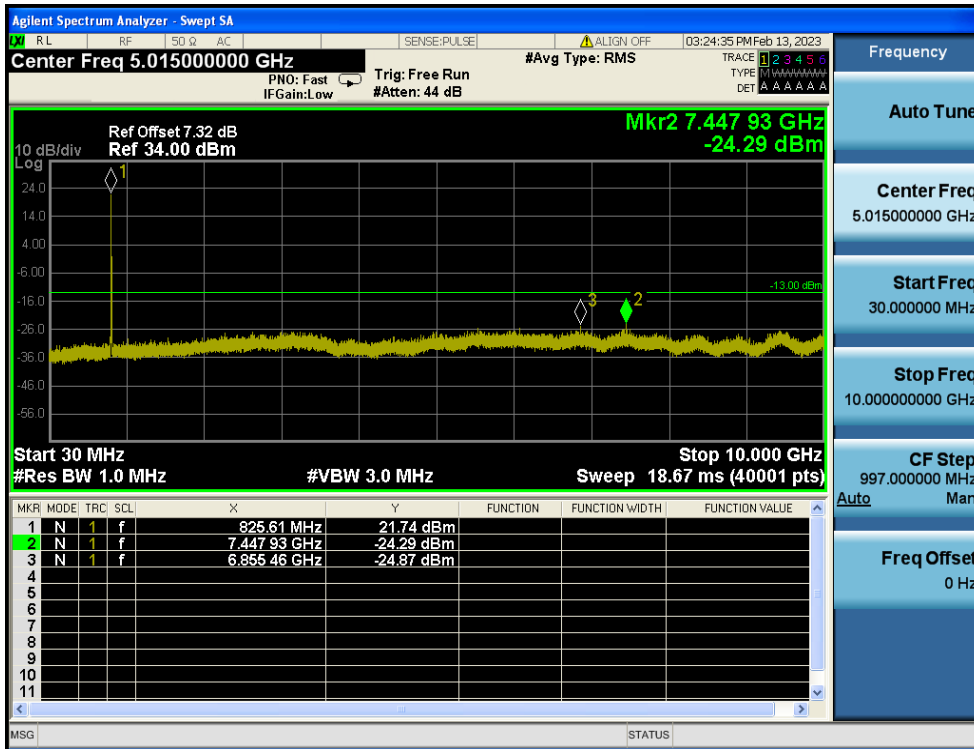 Agilent Spectrum Analyzer - Swept SA
LXI RL RF 50 Ω AC SENSE:PULSE ALIGN OFF 03:24:35 PM Feb 13, 2023
Center Freq 5.015000000 GHz
PNO: Fast
IFGain:Low
Trig: Free Run
#Atten: 44 dB
#Avg Type: RMS
TRACE 1 2 3 4 5 6
TYPE M WWWWW
DET A A A A A A
Ref Offset 7.32 dB
Ref 34.00 dBm
10 dB/div
Log
Mkr2 7.447 93 GHz
-24.29 dBm
24.0
14.0
4.00
-6.00
-16.0
-26.0
-36.0
-46.0
-56.0
1
3
2
-13.00 dBm
Start 30 MHz
Stop 10.000 GHz
#Res BW 1.0 MHz
#VBW 3.0 MHz
Sweep 18.67 ms (40001 pts)
MKR MODE TRC SCL X Y FUNCTION FUNCTION WIDTH FUNCTION VALUE
1 N 1 f 825.61 MHz 21.74 dBm
2 N 1 f 7.447 93 GHz -24.29 dBm
3 N 1 f 6.855 46 GHz -24.87 dBm
4
5
6
7
8
9
10
11
MSG
STATUS
Frequency
Auto Tune
Center Freq
5.015000000 GHz
Start Freq
30.000000 MHz
Stop Freq
10.000000000 GHz
CF Step
997.000000 MHz
Auto Man
Freq Offset
0 Hz